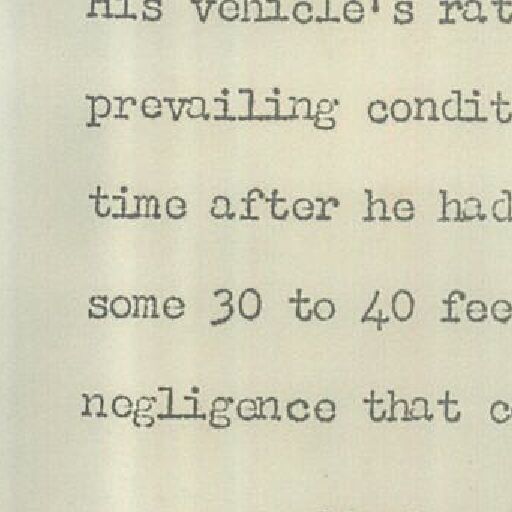 His vehicle's rat
prevailing condit
time after he had
some 30 to 40 fee
negligence that c